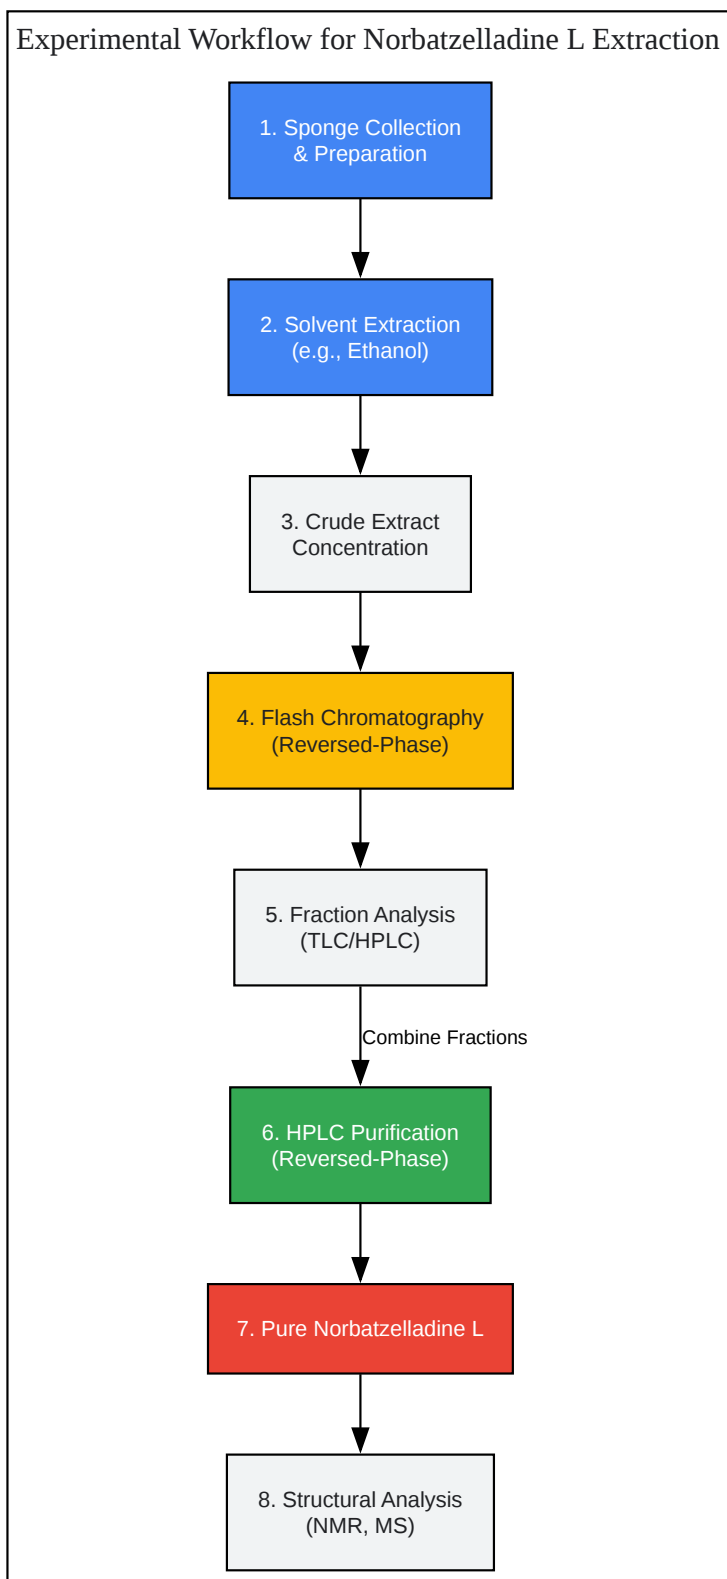 Experimental Workflow for Norbatzelladine L Extraction
1. Sponge Collection
& Preparation
2. Solvent Extraction
(e.g., Ethanol)
3. Crude Extract
Concentration
4. Flash Chromatography
(Reversed-Phase)
5. Fraction Analysis
(TLC/HPLC)
Combine Fractions
6. HPLC Purification
(Reversed-Phase)
7. Pure Norbatzelladine L
8. Structural Analysis
(NMR, MS)